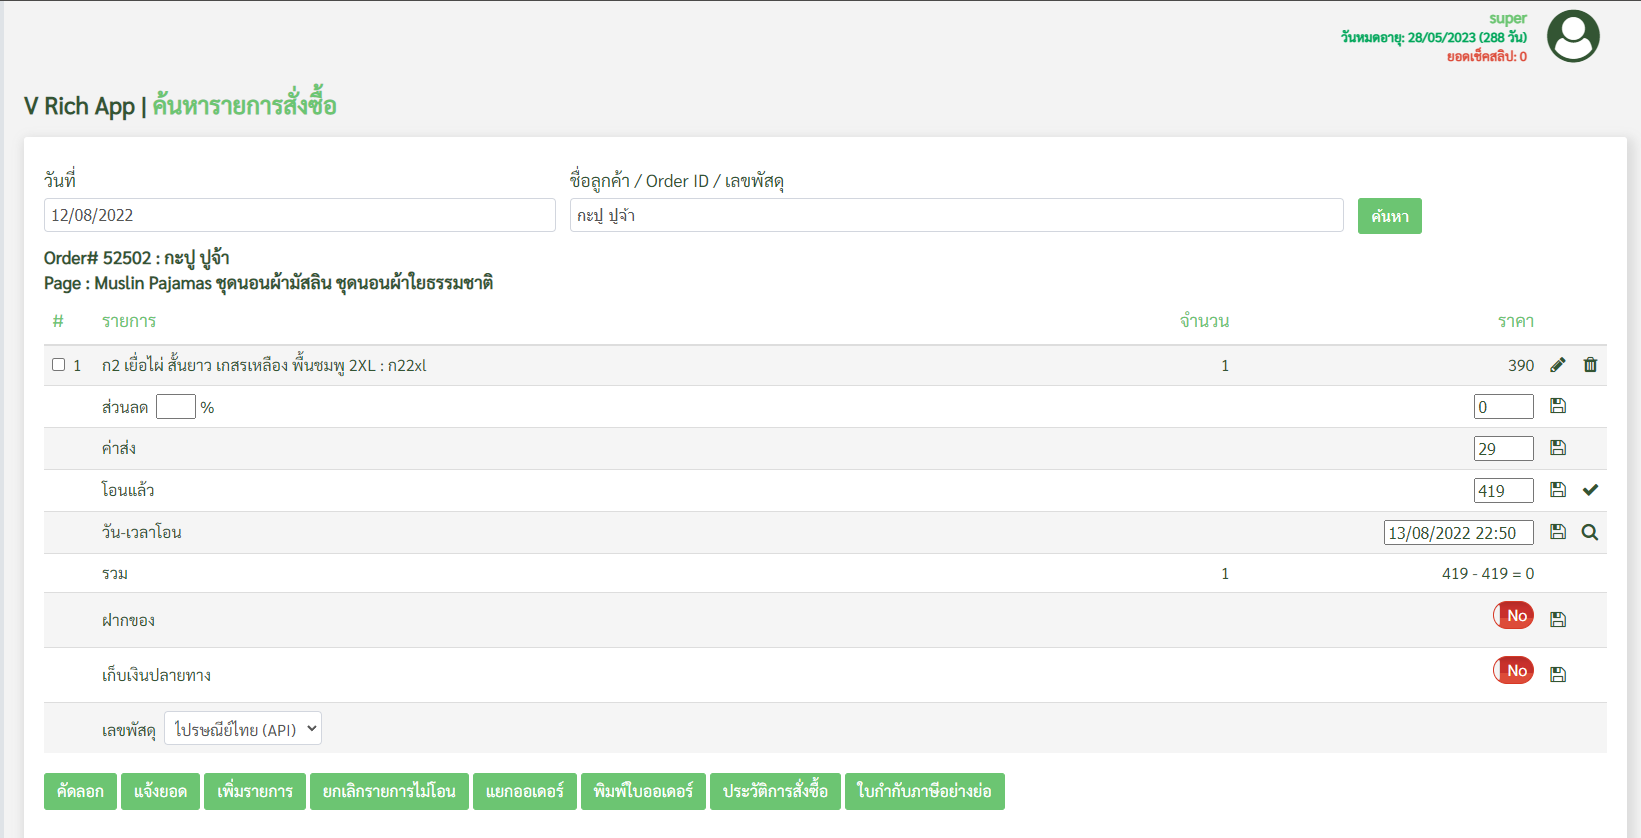 super
วันหมดอายุ: 28/05/2023 (288 วัน)
ยอดเช็คสลิป: 0
V Rich App | ค้นหารายการสั่งซื้อ
วันที่ ชื่อลูกค้า / Order ID / เลขพัสดุ
12/08/2022 กะปู ปูจ๋า ค้นหา
Order# 52502 : กะปู ปูจ้า
Page : Muslin Pajamas ชุดนอนผ้ามัสลิน ชุดนอนผ้าใยธรรมชาติ
# รายการ จำนวน ราคา
1 ก2 เยื่อไผ่ สั้นยาว เกสรเหลือง พื้นชมพู 2XL : ก22xl 1 390
ส่วนลด % 0
ค่าส่ง 29
โอนแล้ว 419
วัน-เวลาโอน 13/08/2022 22:50
รวม 1 419 - 419 = 0
ฝากของ No
เก็บเงินปลายทาง No
เลขพัสดุ ไปรษณีย์ไทย (API)
คัดลอก แจ้งยอด เพิ่มรายการ ยกเลิกรายการไม่โอน แยกออเดอร์ พิมพ์ใบออเดอร์ ประวัติการสั่งซื้อ ใบกำกับภาษีอย่างย่อ